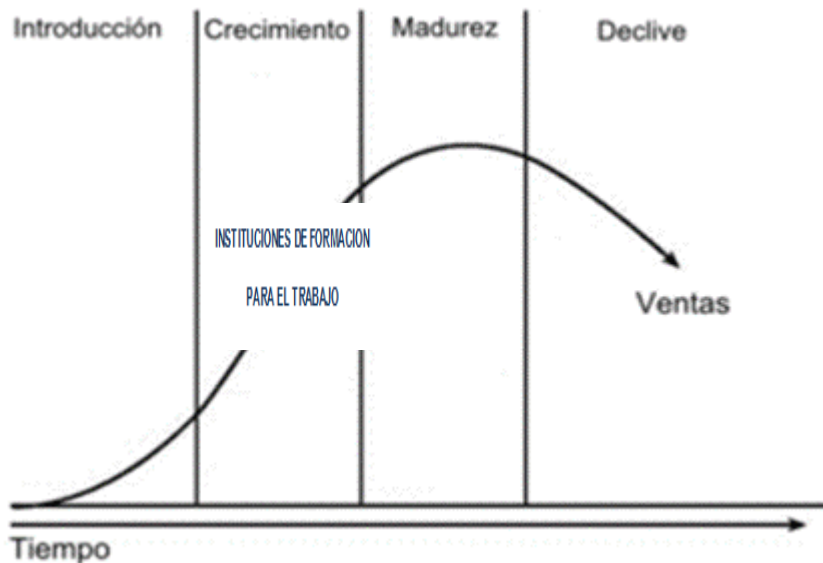 Introducción
Crecimiento
Madurez
Declive
INSTITUCIONES DE FORMACION
PARA EL TRABAJO
Ventas
Tiempo